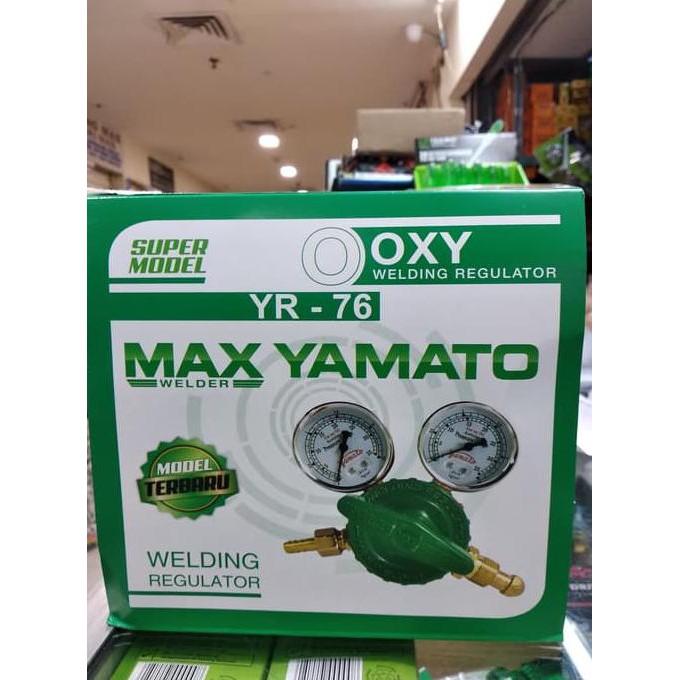 SUPER
MODEL
OXY
WELDING REGULATOR
YR - 76
MAX YAMATO
WELDER
MODEL
TERBARU
WELDING
REGULATOR